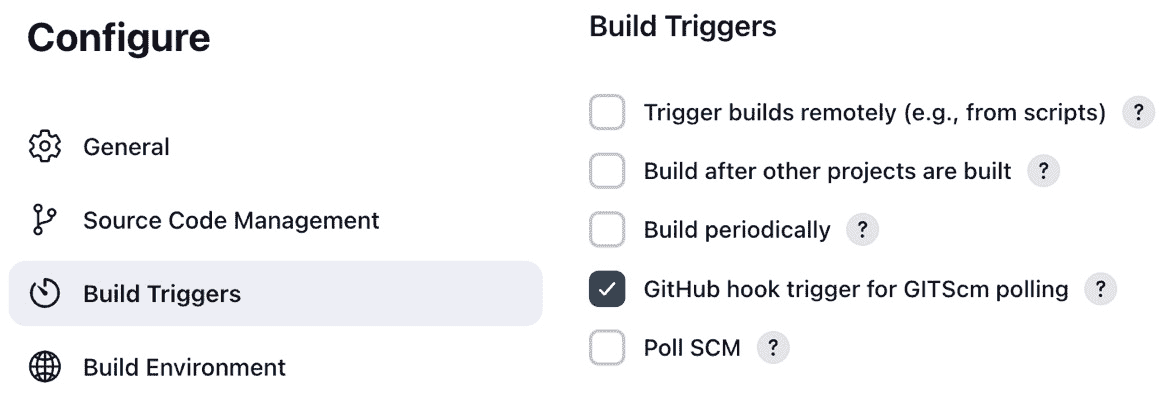 Configure
General
Source Code Management
Build Triggers
Build Environment
Build Triggers
Trigger builds remotely (e.g., from scripts) ?
Build after other projects are built ?
Build periodically ?
GitHub hook trigger for GITScm polling ?
Poll SCM ?